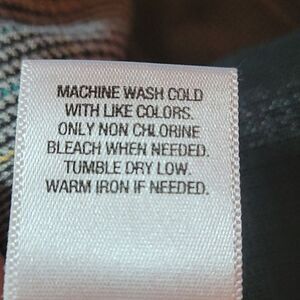 MACHINE WASH COLD
WITH LIKE COLORS.
ONLY NON CHLORINE
BLEACH WHEN NEEDED.
TUMBLE DRY LOW.
WARM IRON IF NEEDED.